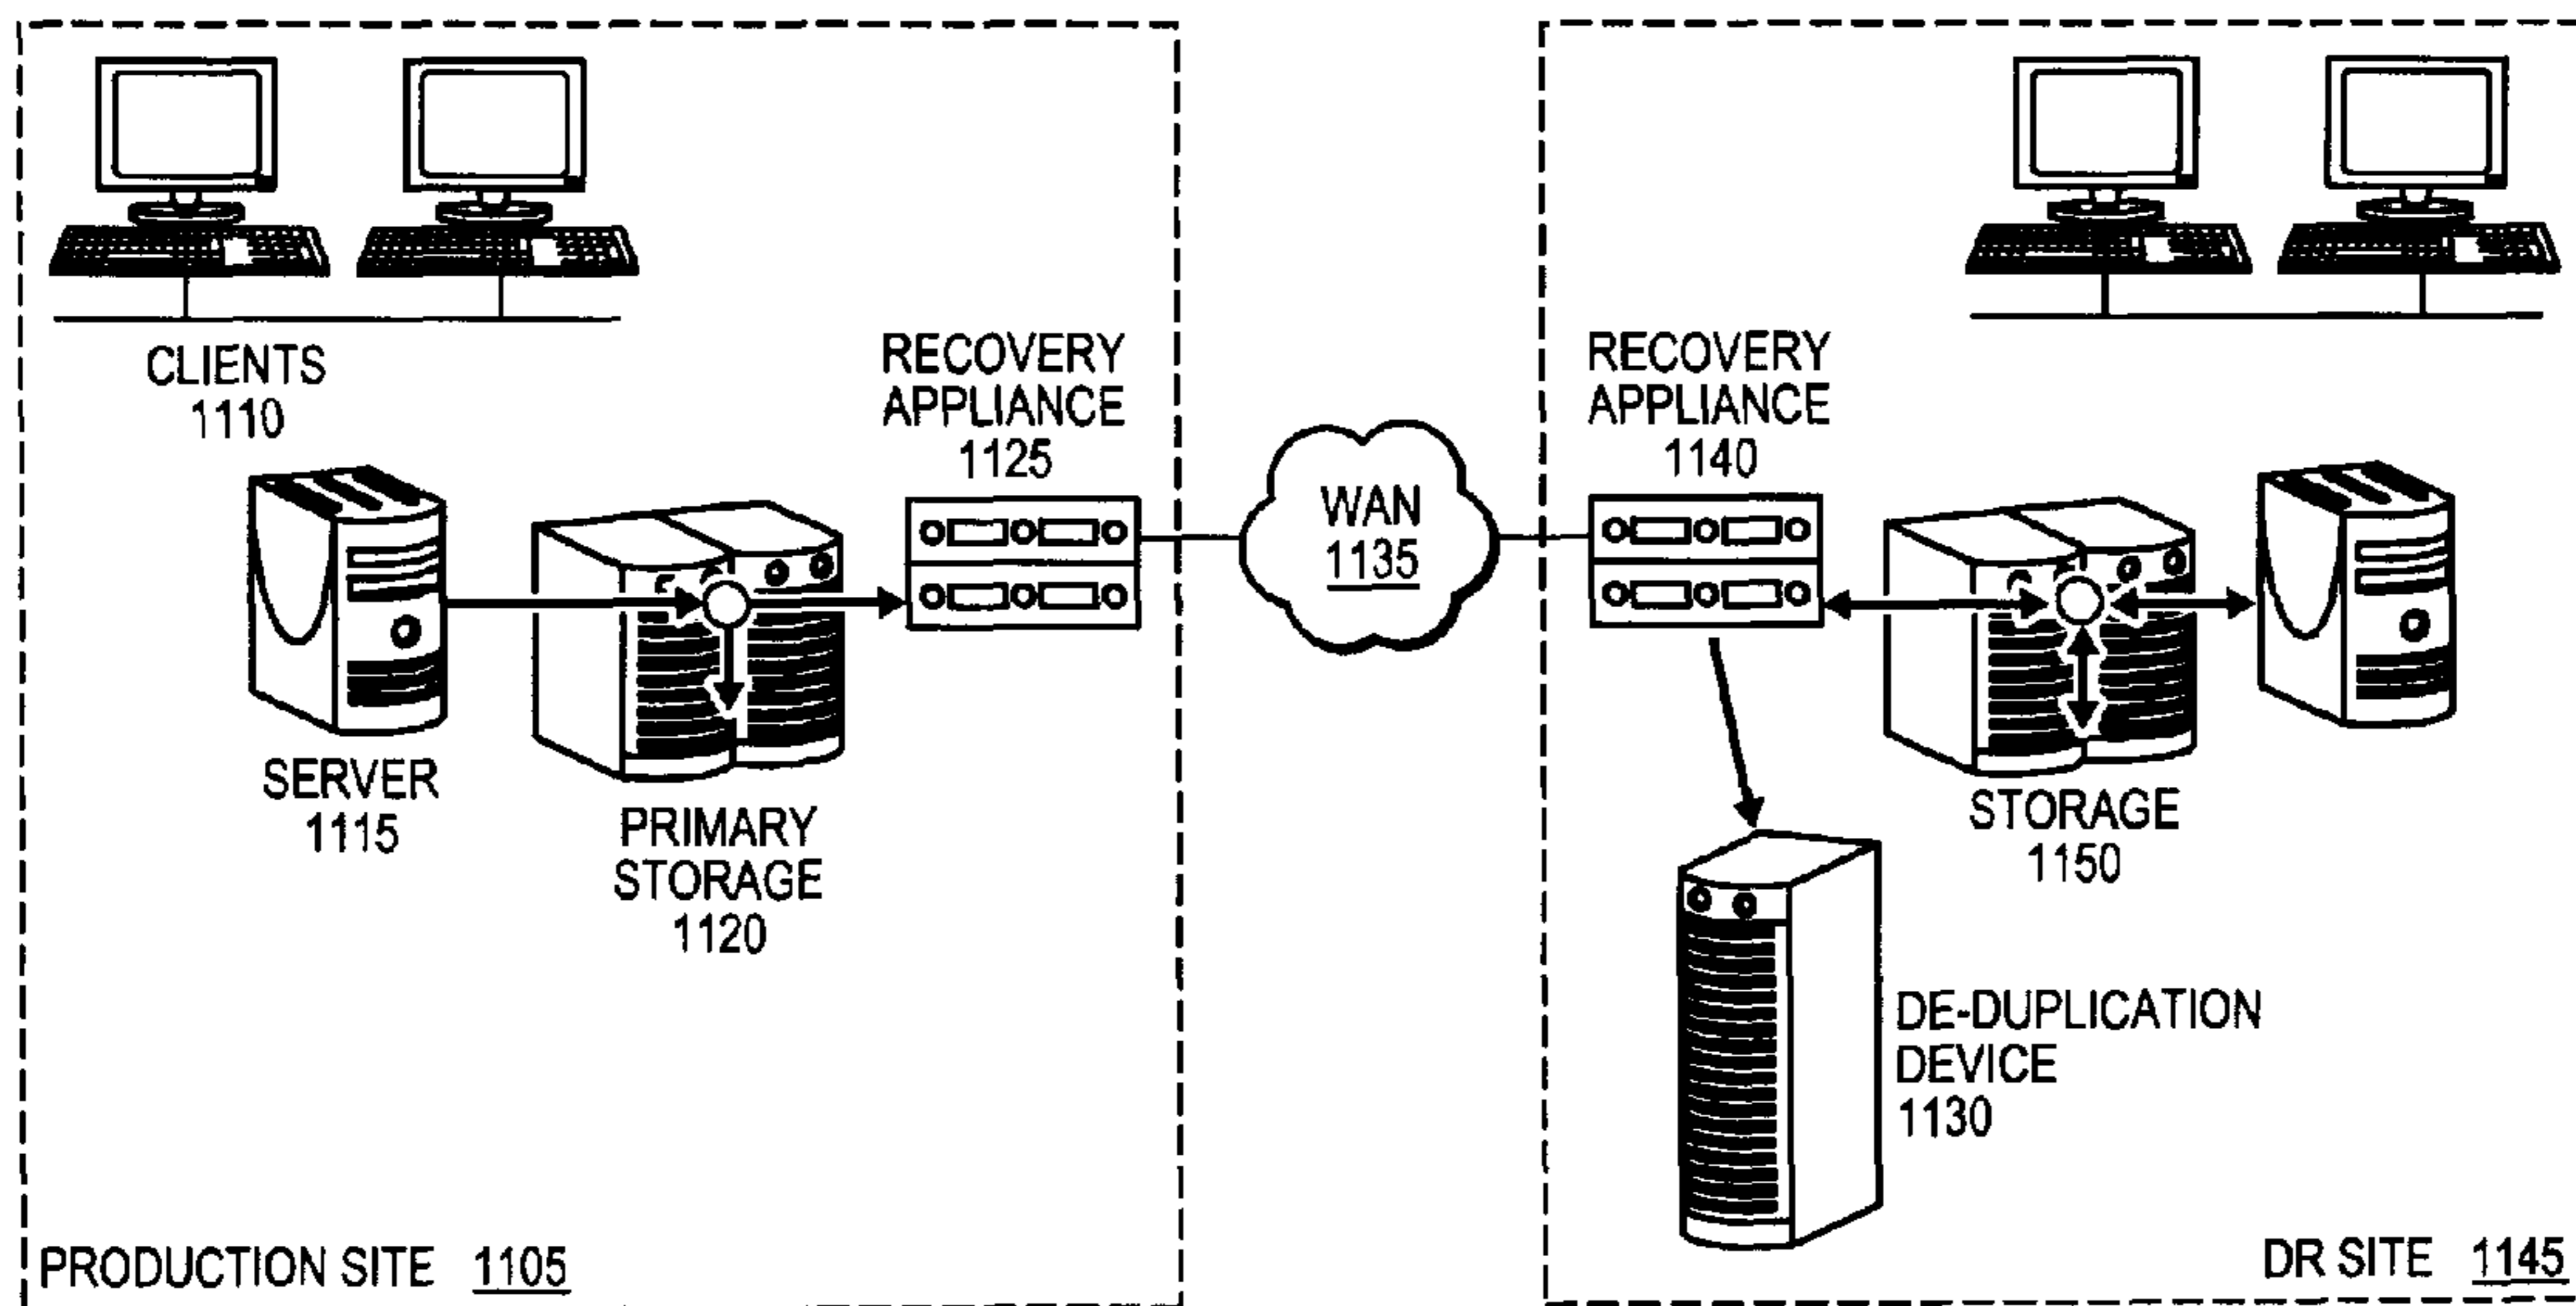 CLIENTS
1110
RECOVERY
APPLIANCE
1125
SERVER
1115
PRIMARY
STORAGE
1120
WAN
1135
RECOVERY
APPLIANCE
1140
STORAGE
1150
DE-DUPLICATION
DEVICE
1130
PRODUCTION SITE 1105
DR SITE 1145